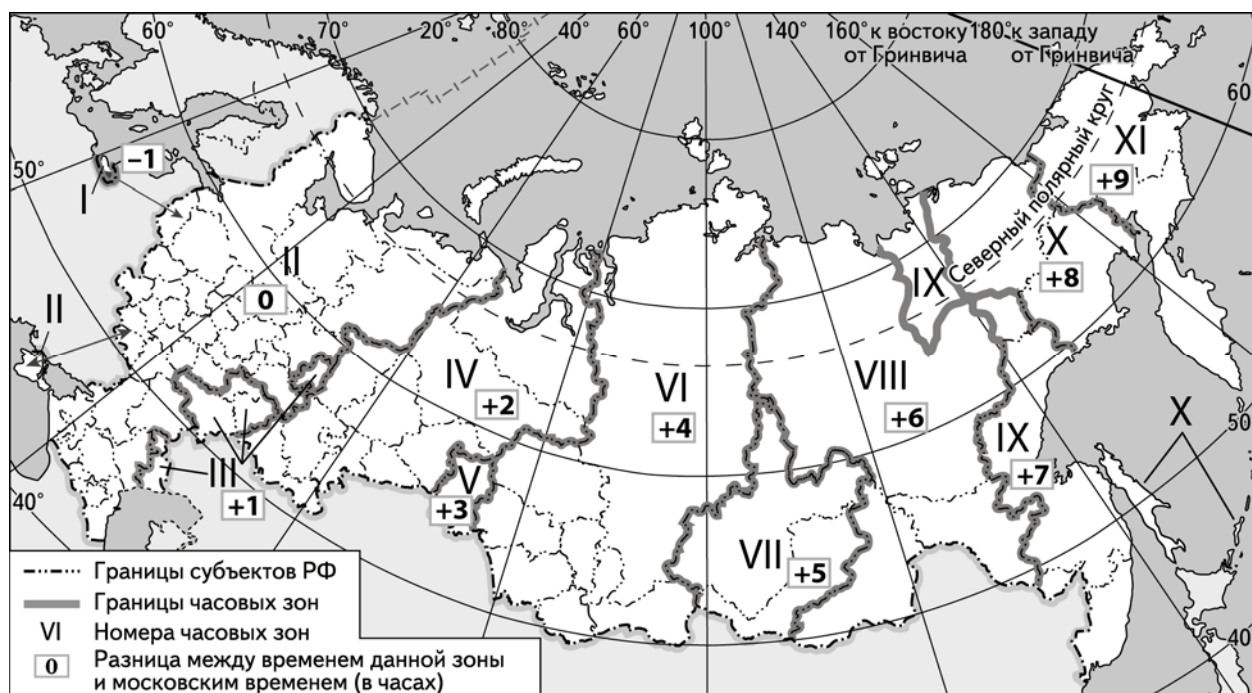 60° 70° 20° 40° 60° 80° 100° 120° 140° 160° к востоку 180° к западу
от Гринвича от Гринвича
60°
Северный полярный круг
XI
+9
50°
–1
I
X
+8
II
IX
0
II
IV
+2
VI
+4
VIII
+6
X
50°
IX
+7
III
+1
V
+3
40°
VII
+5
40°
Границы субъектов РФ
Границы часовых зон
VI Номера часовых зон
0 Разница между временем данной зоны
и московским временем (в часах)